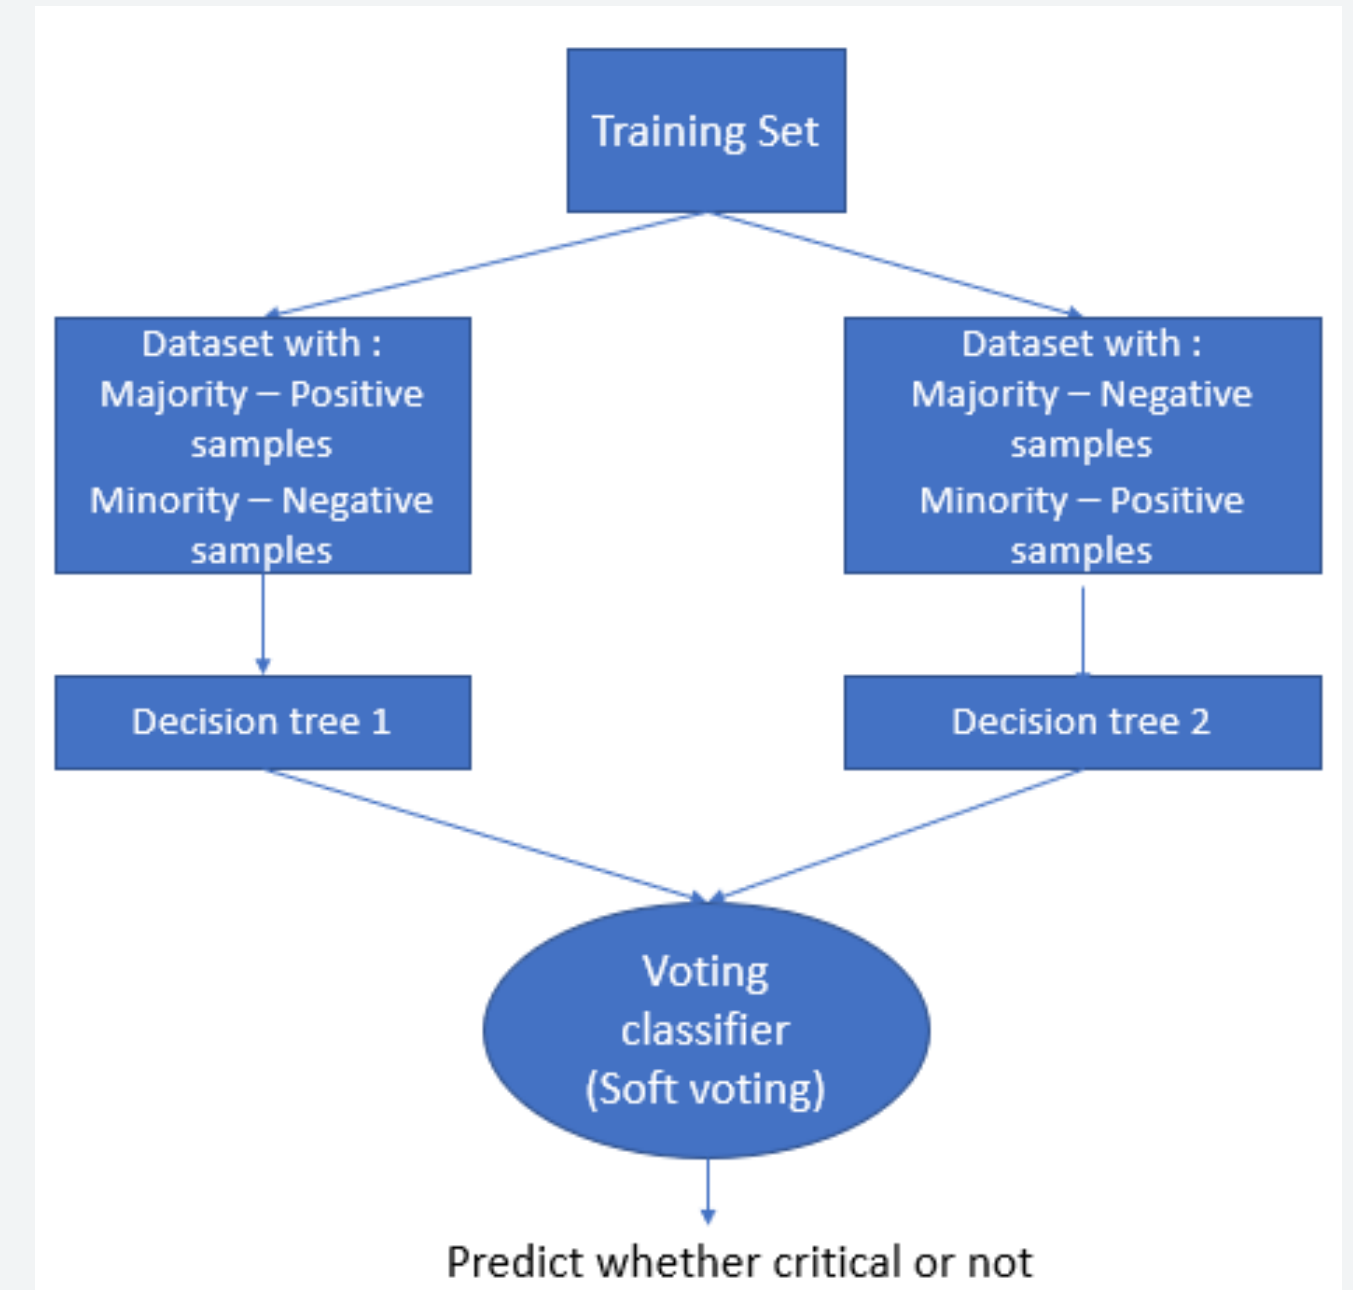 Training Set
Dataset with :
Majority – Positive
samples
Minority – Negative
samples
Dataset with :
Majority – Negative
samples
Minority – Positive
samples
Decision tree 1
Decision tree 2
Voting
classifier
(Soft voting)
Predict whether critical or not